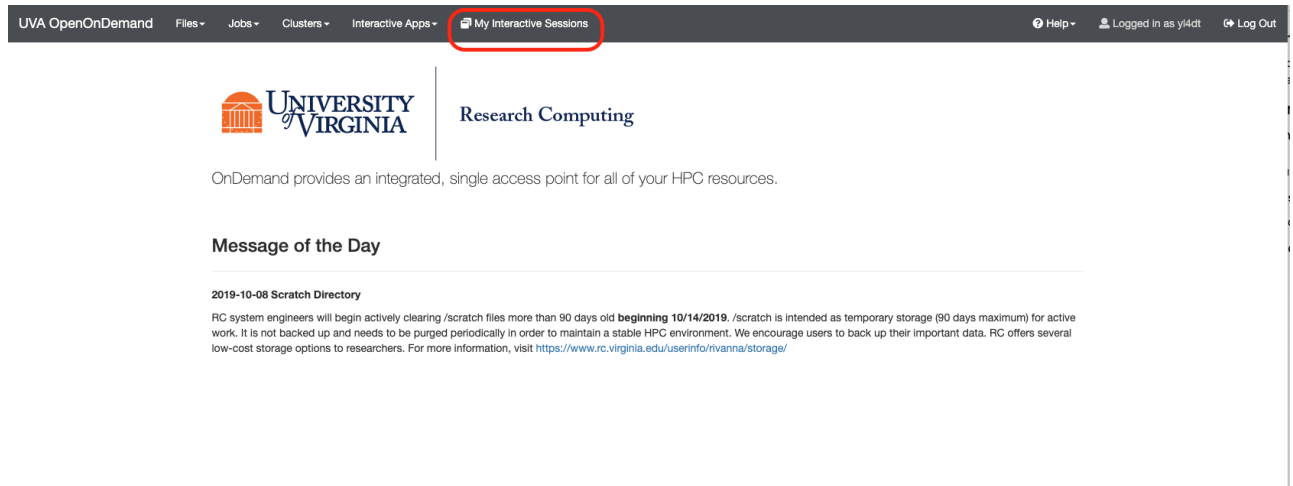 UVA OpenOnDemand Files Jobs Clusters Interactive Apps My Interactive Sessions Help Logged in as yl4dt Log Out
UNIVERSITY of VIRGINIA
Research Computing
OnDemand provides an integrated, single access point for all of your HPC resources.
Message of the Day
2019-10-08 Scratch Directory
RC system engineers will begin actively clearing /scratch files more than 90 days old beginning 10/14/2019. /scratch is intended as temporary storage (90 days maximum) for active
work. It is not backed up and needs to be purged periodically in order to maintain a stable HPC environment. We encourage users to back up their important data. RC offers several
low-cost storage options to researchers. For more information, visit https://www.rc.virginia.edu/userinfo/rivanna/storage/